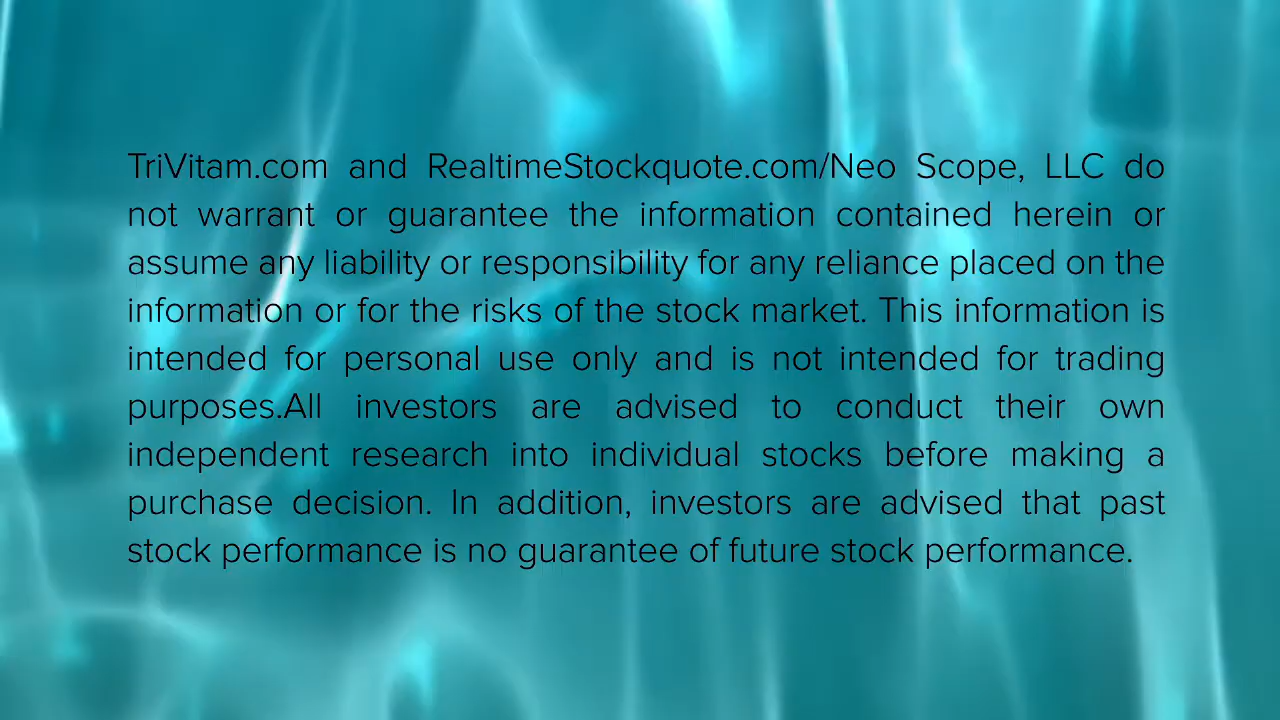 TriVitam.com and RealtimeStockquote.com/Neo Scope, LLC do
not warrant or guarantee the information contained herein or
assume any liability or responsibility for any reliance placed on the
information or for the risks of the stock market. This information is
intended for personal use only and is not intended for trading
purposes.All investors are advised to conduct their own
independent research into individual stocks before making a
purchase decision. In addition, investors are advised that past
stock performance is no guarantee of future stock performance.